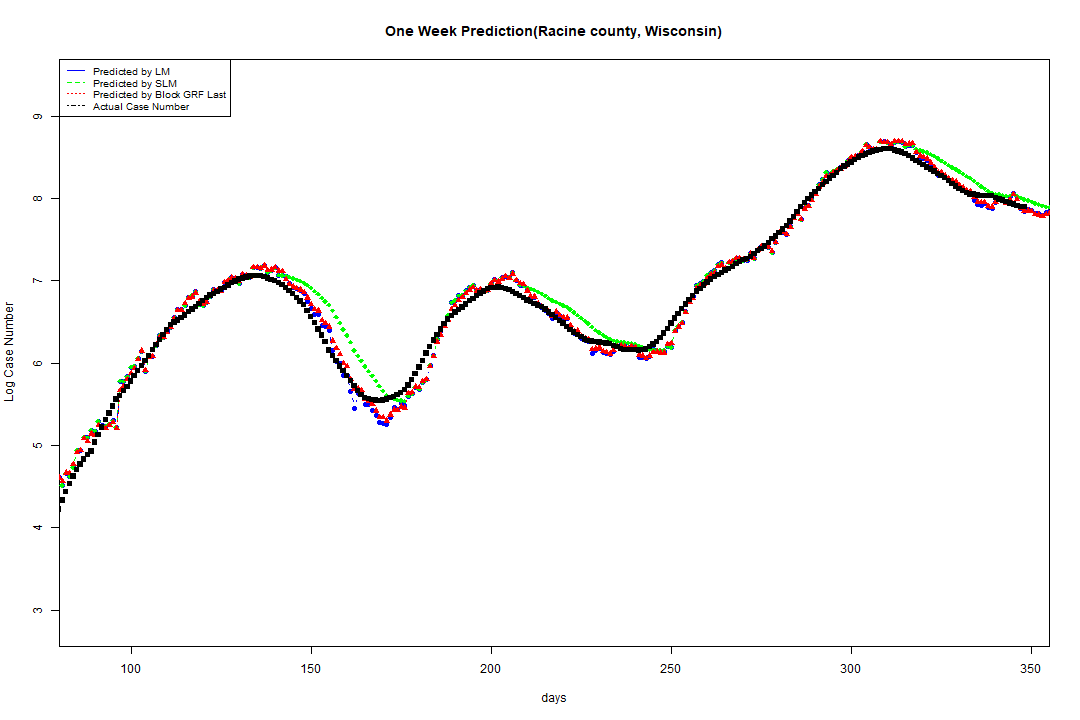 One Week Prediction(Racine county, Wisconsin)
Predicted by LM
Predicted by SLM
Predicted by Block GRF Last
Actual Case Number
9
8
7
6
5
4
3
Log Case Number
100 150 200 250 300 350
days